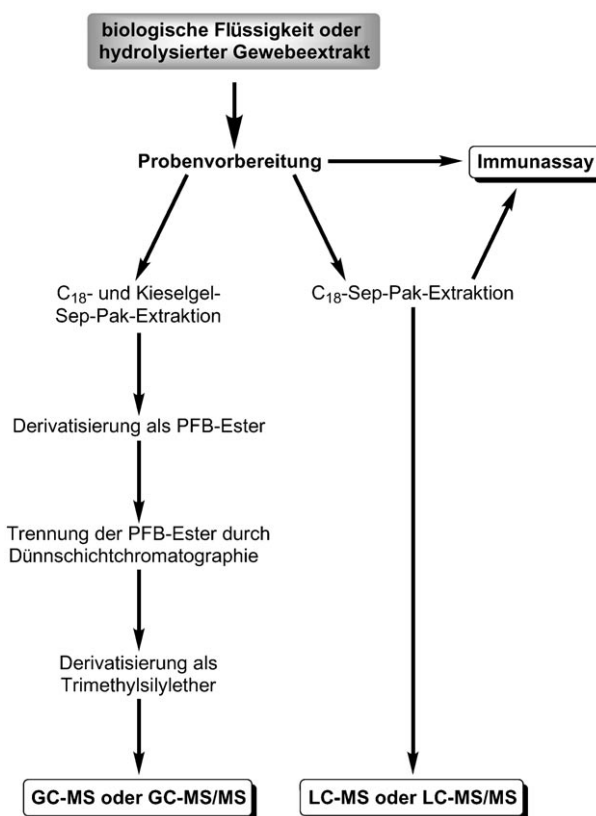 biologische Flüssigkeit oder
hydrolysierter Gewebeextrakt
Probenvorbereitung
Immunassay
C₁₈- und Kieselgel-
Sep-Pak-Extraktion
C₁₈-Sep-Pak-Extraktion
Derivatisierung als PFB-Ester
Trennung der PFB-Ester durch
Dünnschichtchromatographie
Derivatisierung als
Trimethylsilylether
GC-MS oder GC-MS/MS
LC-MS oder LC-MS/MS